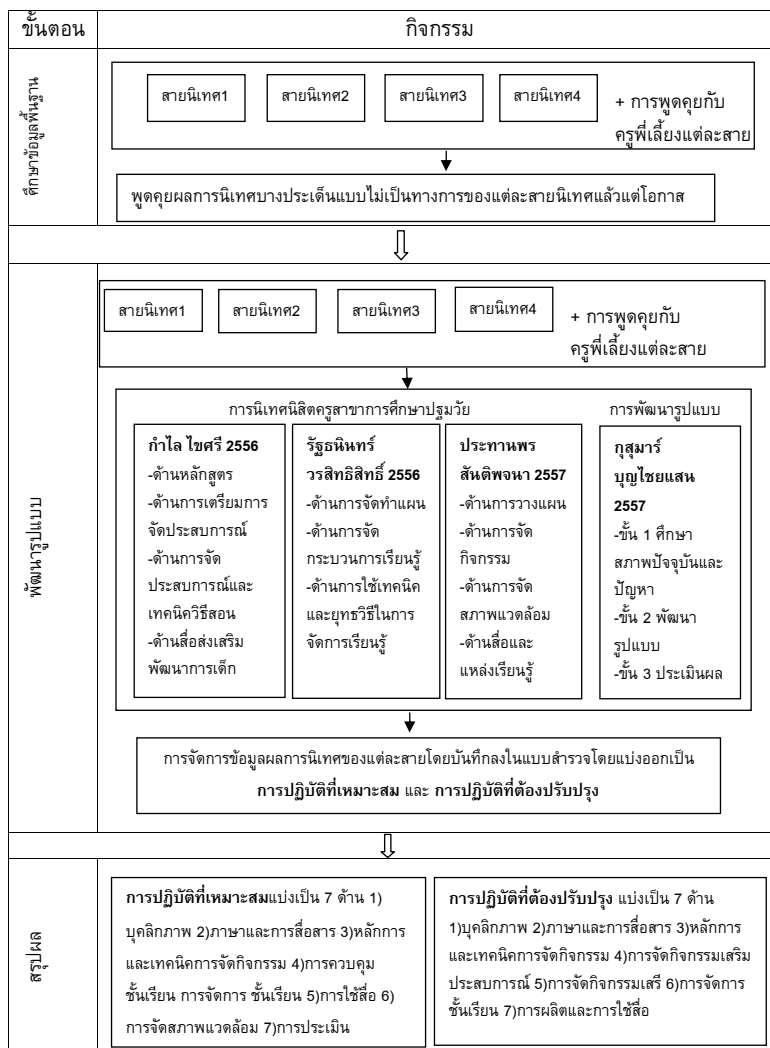 ขั้นตอน
กิจกรรม
ศึกษาข้อมูลพื้นฐาน
สายนิเทศ1
สายนิเทศ2
สายนิเทศ3
สายนิเทศ4
+ การพูดคุยกับ
ครูพี่เลี้ยงแต่ละสาย
พูดคุยผลการนิเทศบางประเด็นแบบไม่เป็นทางการของแต่ละสายนิเทศแล้วแต่โอกาส
พัฒนารูปแบบ
สายนิเทศ1
สายนิเทศ2
สายนิเทศ3
สายนิเทศ4
+ การพูดคุยกับ
ครูพี่เลี้ยงแต่ละสาย
การนิเทศนิสิตครูสาขาการศึกษาปฐมวัย
กำไล ไขศรี 2556
-ด้านหลักสูตร
-ด้านการเตรียมการ
จัดประสบการณ์
-ด้านการจัด
ประสบการณ์และ
เทคนิควิธีสอน
-ด้านสื่อส่งเสริม
พัฒนาการเด็ก
รัฐธนินทร์
วรสิทธิสิทธิ์ 2556
-ด้านการจัดทำแผน
-ด้านการจัด
กระบวนการเรียนรู้
-ด้านการใช้เทคนิค
และยุทธวิธีในการ
จัดการเรียนรู้
ประทานพร
สันติพจนา 2557
-ด้านการวางแผน
-ด้านการจัด
กิจกรรม
-ด้านการจัด
สภาพแวดล้อม
-ด้านสื่อและ
แหล่งเรียนรู้
การพัฒนารูปแบบ
กุสุมาร์
บุญไชยแสน
2557
-ขั้น 1 ศึกษา
สภาพปัจจุบันและ
ปัญหา
-ขั้น 2 พัฒนา
รูปแบบ
-ขั้น 3 ประเมินผล
การจัดการข้อมูลผลการนิเทศของแต่ละสายโดยบันทึกลงในแบบสำรวจโดยแบ่งออกเป็น
การปฏิบัติที่เหมาะสม และ การปฏิบัติที่ต้องปรับปรุง
สรุปผล
การปฏิบัติที่เหมาะสมแบ่งเป็น 7 ด้าน 1)
บุคลิกภาพ 2)ภาษาและการสื่อสาร 3)หลักการ
และเทคนิคการจัดกิจกรรม 4)การควบคุม
ชั้นเรียน การจัดการ ชั้นเรียน 5)การใช้สื่อ 6)
การจัดสภาพแวดล้อม 7)การประเมิน
การปฏิบัติที่ต้องปรับปรุง แบ่งเป็น 7 ด้าน
1)บุคลิกภาพ 2)ภาษาและการสื่อสาร 3)หลักการ
และเทคนิคการจัดกิจกรรม 4)การจัดกิจกรรมเสริม
ประสบการณ์ 5)การจัดกิจกรรมเสรี 6)การจัดการ
ชั้นเรียน 7)การผลิตและการใช้สื่อ